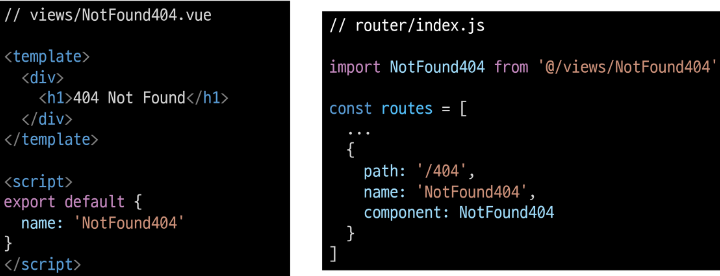 // views/NotFound404.vue

<template>
  <div>
    <h1>404 Not Found</h1>
  </div>
</template>

<script>
export default {
  name: 'NotFound404'
}
</script>

// router/index.js

import NotFound404 from '@/views/NotFound404'

const routes = [
  ...
  {
    path: '/404',
    name: 'NotFound404',
    component: NotFound404
  }
]